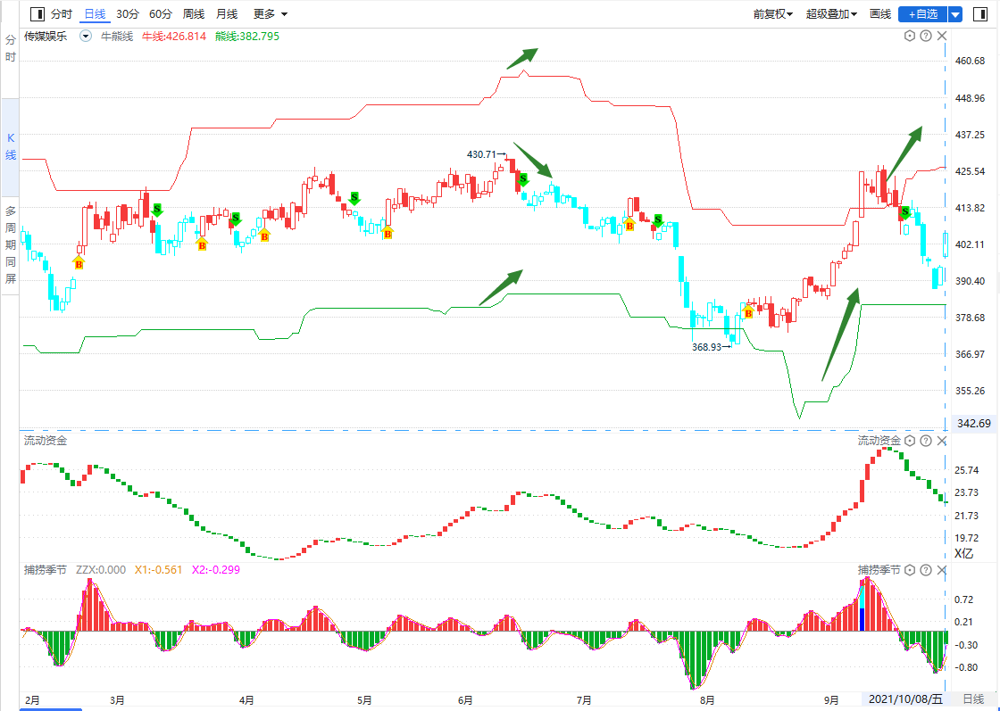 分时 日线 30分 60分 周线 月线 更多 前复权 超级叠加 画线 +自选
传媒娱乐 牛熊线 牛线:426.814 熊线:382.795
分时
K线
多周期同屏
460.68
448.96
437.25
430.71→
425.54
413.82
402.11
390.40
378.68
368.93→
366.97
355.26
342.69
S
S
S
S
S
S
B
B
B
B
B
B
流动资金 流动资金
25.74
23.73
21.73
19.72
X亿
捕捞季节 ZZX:0.000 X1:-0.561 X2:-0.299 捕捞季节
0.72
0.21
-0.30
-0.80
2月 3月 4月 5月 6月 7月 8月 9月 2021/10/08/五 日线